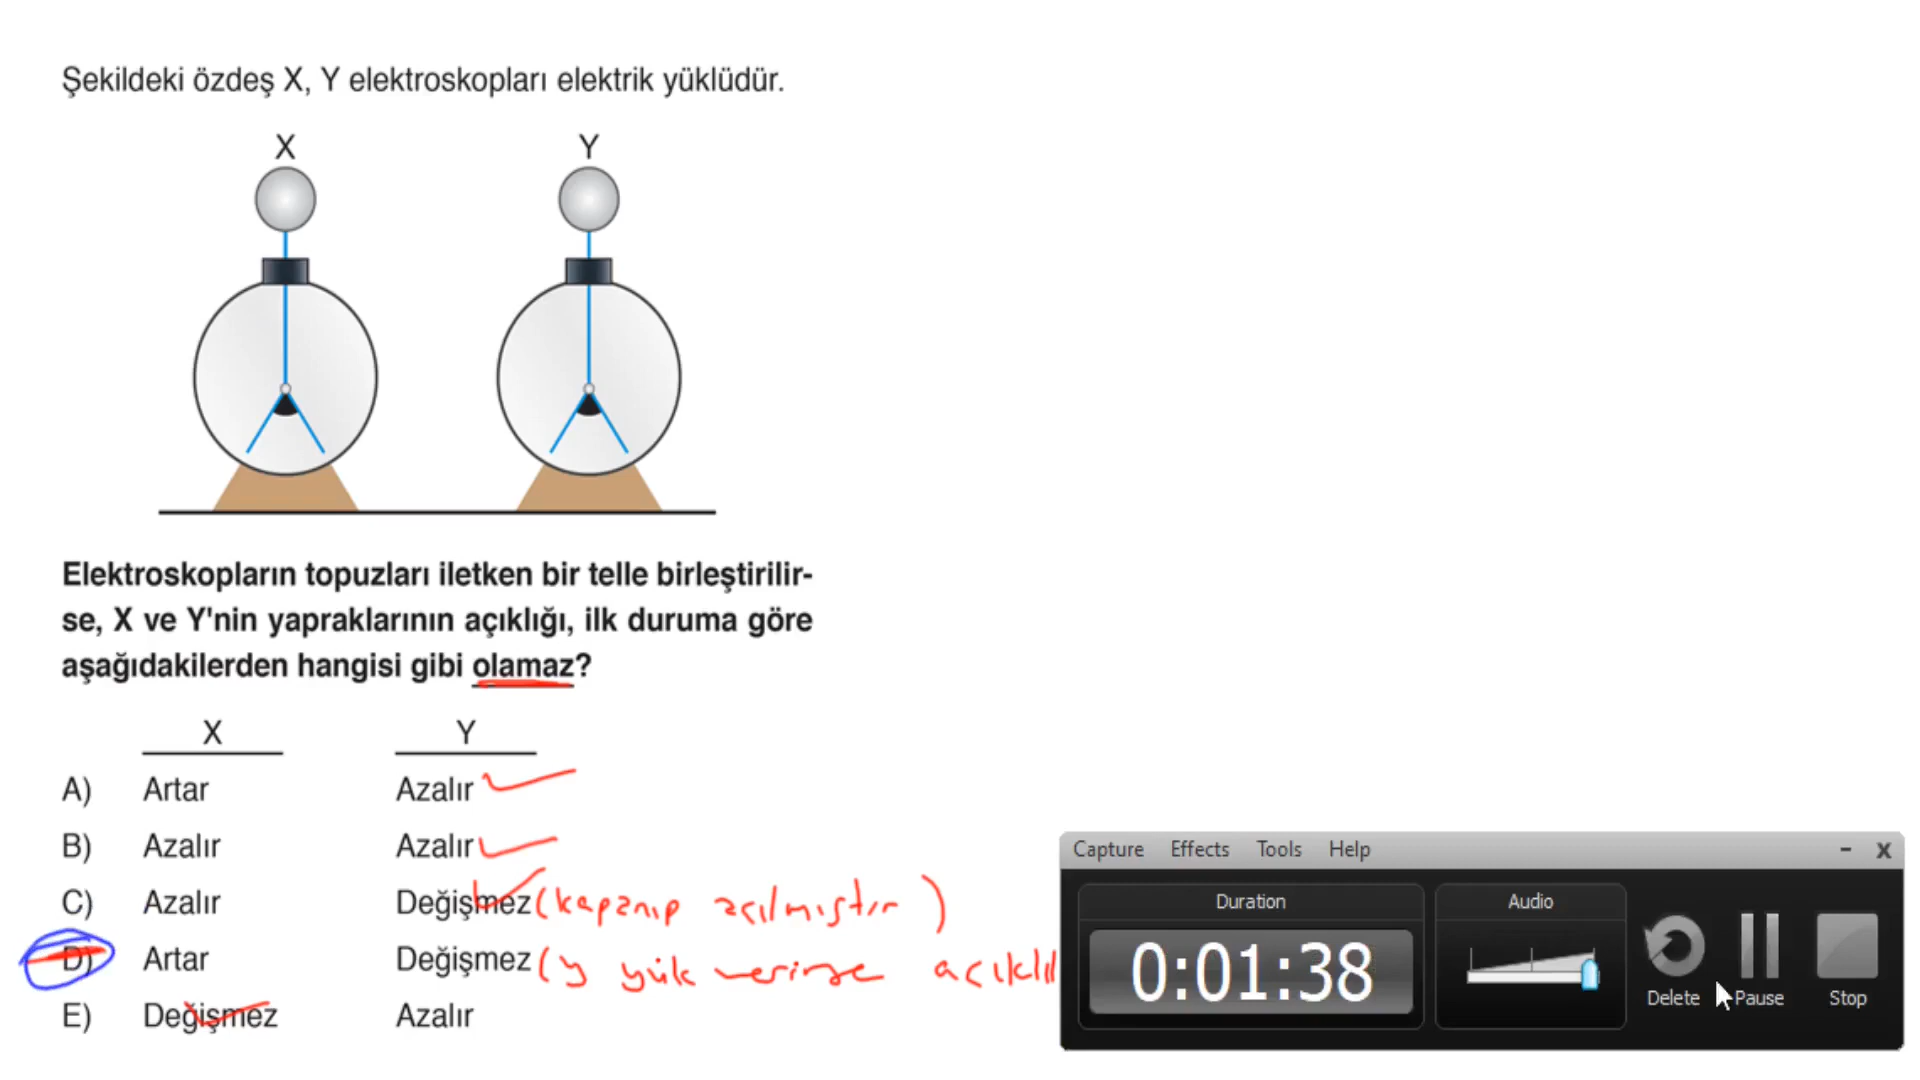 Şekildeki özdeş X, Y elektroskopları elektrik yüklüdür.
X Y
Elektroskopların topuzları iletken bir telle birleştirilir-
se, X ve Y'nin yapraklarının açıklığı, ilk duruma göre
aşağıdakilerden hangisi gibi olamaz?
X Y
A) Artar Azalır
B) Azalır Azalır
C) Azalır Değişmez (kapanıp açılmıştır)
D) Artar Değişmez (y yük verirse
E) Değişmez Azalır
Capture Effects Tools Help - X
Duration Audio
0:01:38
Delete Pause Stop